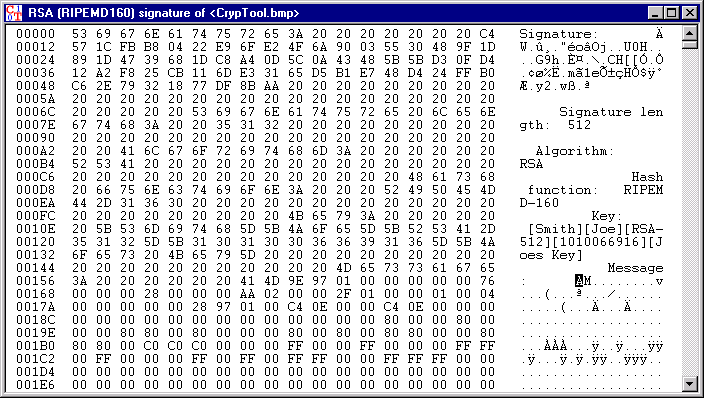 RSA (RIPEMD160) signature of <CrypTool.bmp>
00000 53 69 67 6E 61 74 75 72 65 3A 20 20 20 20 20 20 20 C4 Signature: Ä
00012 57 1C FB B8 04 22 E9 6F E2 4F 6A 90 03 55 30 48 9F 1D W.û¸."éoâOj..U0H..
00024 89 1D 47 39 68 1D C8 A4 0D 5C 0A 43 48 5B 5B D3 0F D4 ..G9h.È¤.\.CH[[Ó.Ô
00036 12 A2 F8 25 CB 11 6D E3 31 65 D5 B1 E7 48 D4 24 FF B0 .¢ø%Ë.mã1eÕ±çHÔ$ÿ°
00048 C6 2E 79 32 18 77 DF 8B AA 20 20 20 20 20 20 20 20 20 Æ.y2.wß.ª
0005A 20 20 20 20 20 20 20 20 20 20 20 20 20 20 20 20 20 20
0006C 20 20 20 20 20 53 69 67 6E 61 74 75 72 65 20 6C 65 6E Signature len
0007E 67 74 68 3A 20 20 35 31 32 20 20 20 20 20 20 20 20 20 gth: 512
00090 20 20 20 20 20 20 20 20 20 20 20 20 20 20 20 20 20 20
000A2 20 20 41 6C 67 6F 72 69 74 68 6D 3A 20 20 20 20 20 20 Algorithm:
000B4 52 53 41 20 20 20 20 20 20 20 20 20 20 20 20 20 20 20 RSA
000C6 20 20 20 20 20 20 20 20 20 20 20 20 20 20 48 61 73 68 Hash
000D8 20 66 75 6E 63 74 69 6F 6E 3A 20 20 20 52 49 50 45 4D function: RIPEM
000EA 44 2D 31 36 30 20 20 20 20 20 20 20 20 20 20 20 20 20 D-160
000FC 20 20 20 20 20 20 20 20 20 4B 65 79 3A 20 20 20 20 20 Key:
0010E 20 5B 53 6D 69 74 68 5D 5B 4A 6F 65 5D 5B 52 53 41 2D [Smith][Joe][RSA-
00120 35 31 32 5D 5B 31 30 31 30 30 36 36 39 31 36 5D 5B 4A 512][1010066916][J
00132 6F 65 73 20 4B 65 79 5D 20 20 20 20 20 20 20 20 20 20 oes Key]
00144 20 20 20 20 20 20 20 20 20 20 20 4D 65 73 73 61 67 65 Message
00156 3A 20 20 20 20 20 20 41 4D 9E 97 01 00 00 00 00 00 76 : AM........v
00168 00 00 00 28 00 00 00 AA 02 00 00 2F 01 00 00 01 00 04 ...(...ª.../......
0017A 00 00 00 00 00 28 97 01 00 C4 0E 00 00 C4 0E 00 00 00 .....(...Ä...Ä....
0018C 00 00 00 00 00 00 00 00 00 00 00 00 00 00 00 00 00 00 ..................
0019E 00 00 80 00 80 00 00 00 80 00 80 00 80 80 00 00 80 80 ..................
001B0 80 80 00 C0 C0 C0 00 00 00 FF 00 00 FF 00 00 00 FF FF ...ÀÀÀ...ÿ..ÿ...ÿÿ
001C2 00 FF 00 00 00 FF 00 FF 00 FF FF 00 00 FF FF FF 00 00 .ÿ...ÿ.ÿ.ÿÿ..ÿÿÿ..
001D4 00 00 00 00 00 00 00 00 00 00 00 00 00 00 00 00 00 00 ..................
001E6 00 00 00 00 00 00 00 00 00 00 00 00 00 00 00 00 00 00 ..................